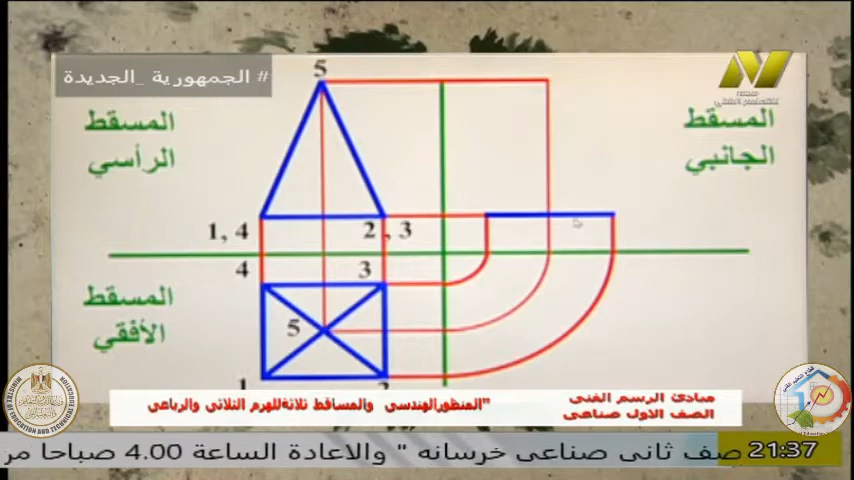 # الجمهورية _الجديدة
5
المسقط
الرأسي
المسقط
الجانبي
1, 4
2 , 3
4
3
المسقط
الأفقي
5
مبادئ الرسم الفنى
الصف الاول صناعى
"المنظورالهندسى والمساقط ثلاثةللهرم الثلاثى والرباعى
صف ثانى صناعى خرسانه " والاعادة الساعة 4.00 صباحا مر
21:37